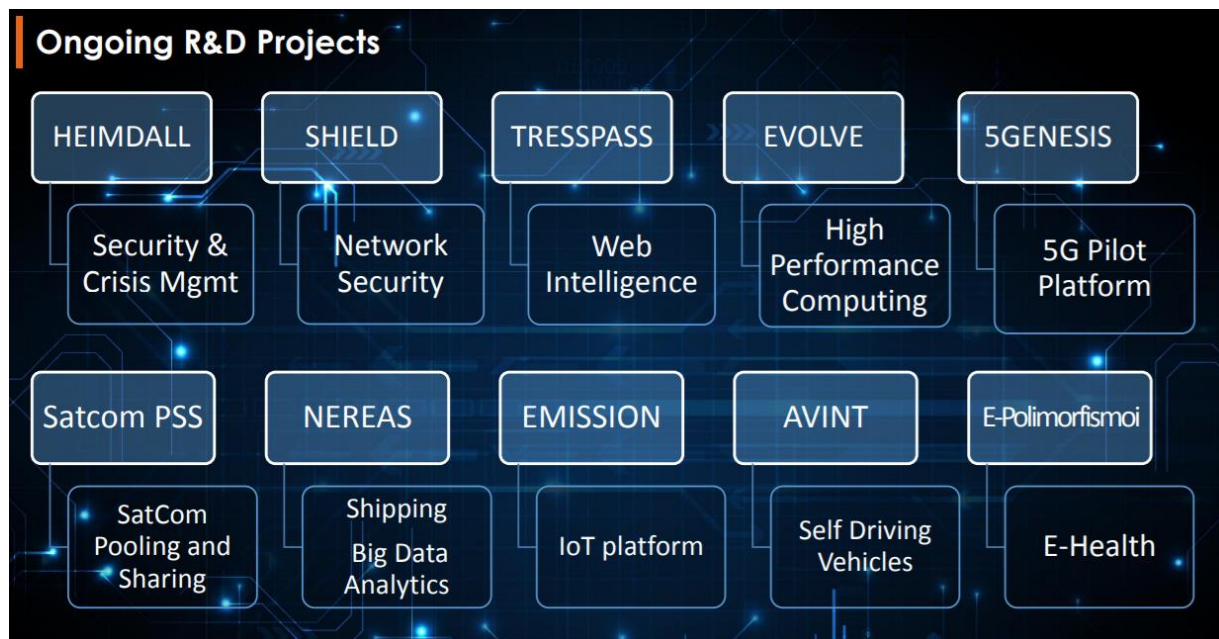 Ongoing R&D Projects
HEIMDALL
Security &
Crisis Mgmt
SHIELD
Network
Security
TRESSPASS
Web
Intelligence
EVOLVE
High
Performance
Computing
5GENESIS
5G Pilot
Platform
Satcom PSS
SatCom
Pooling and
Sharing
NEREAS
Shipping
Big Data
Analytics
EMISSION
IoT platform
AVINT
Self Driving
Vehicles
E-Polimorfismoi
E-Health